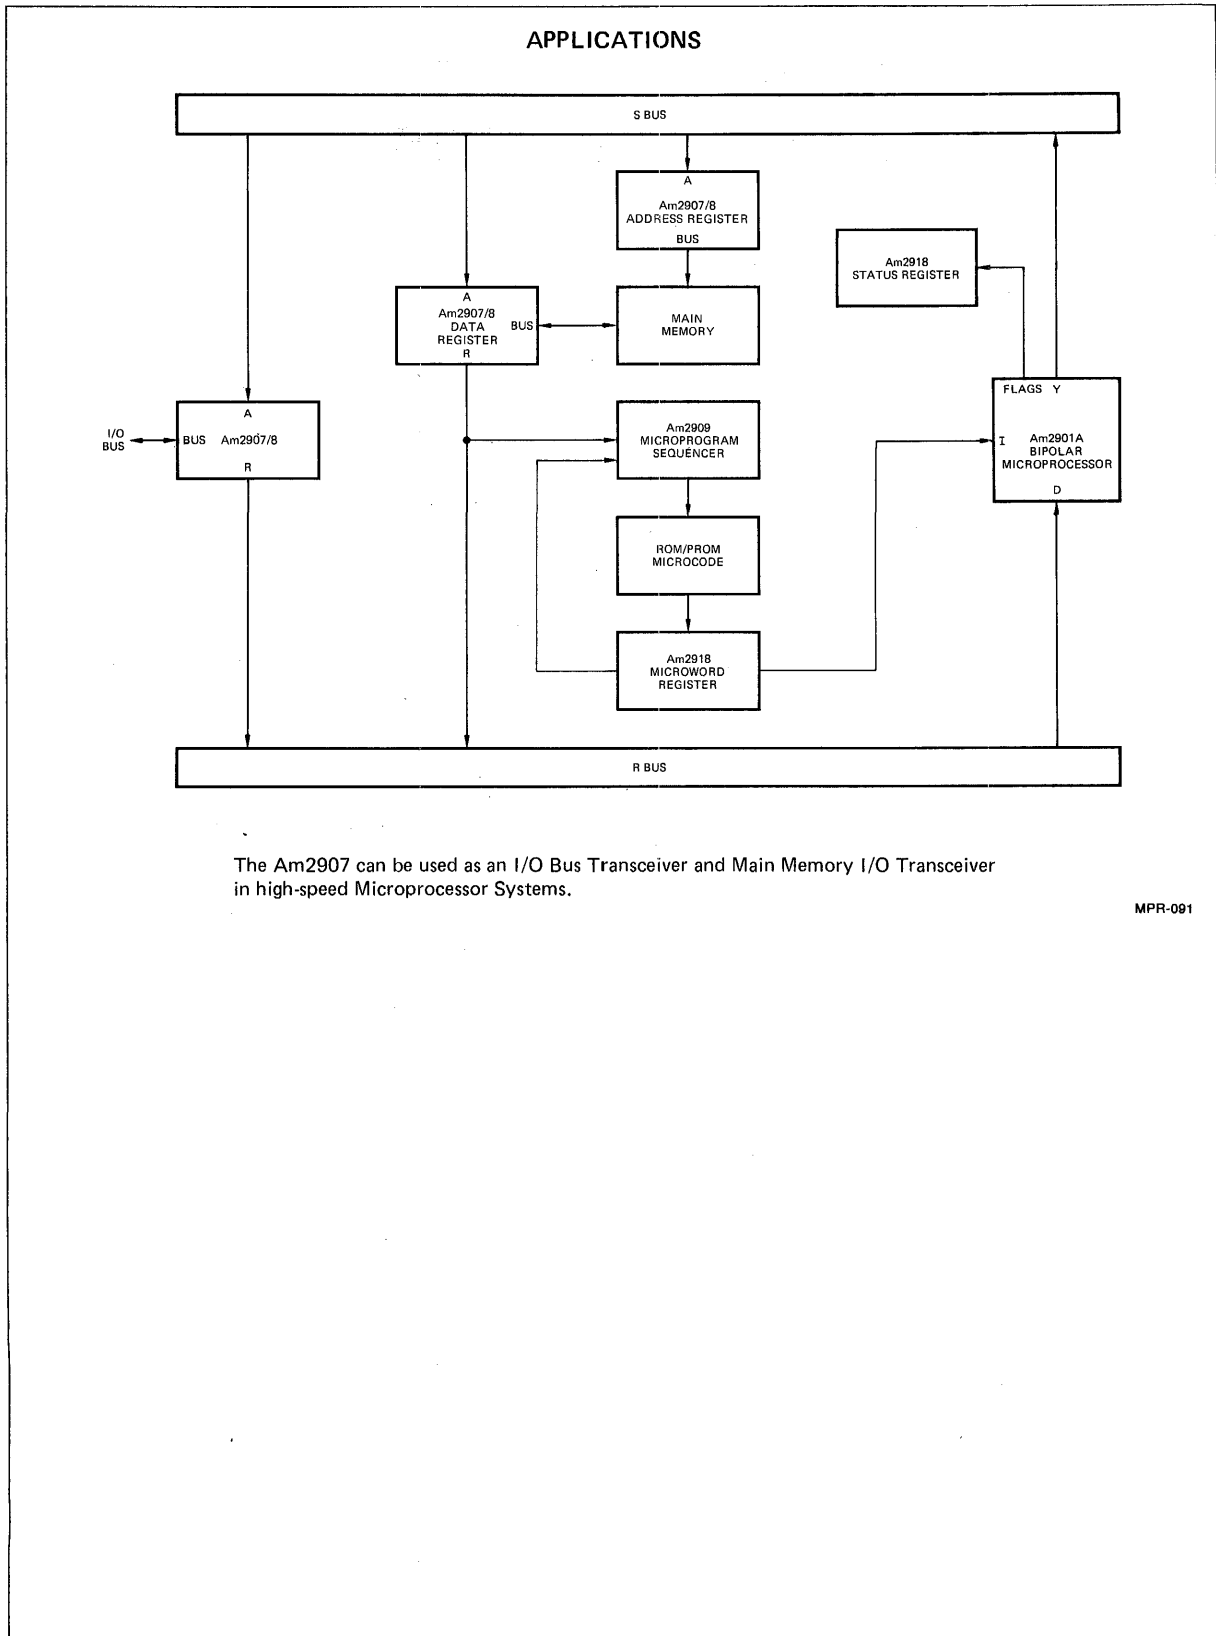 APPLICATIONS
S BUS
A
Am2907/8
ADDRESS REGISTER
BUS
Am2918
STATUS REGISTER
A
Am2907/8
DATA
REGISTER
BUS
R
MAIN
MEMORY
FLAGS Y
I
Am2901A
BIPOLAR
MICROPROCESSOR
D
I/O
BUS
A
BUS Am2907/8
R
Am2909
MICROPROGRAM
SEQUENCER
ROM/PROM
MICROCODE
Am2918
MICROWORD
REGISTER
R BUS
The Am2907 can be used as an I/O Bus Transceiver and Main Memory I/O Transceiver
in high-speed Microprocessor Systems.
MPR-091